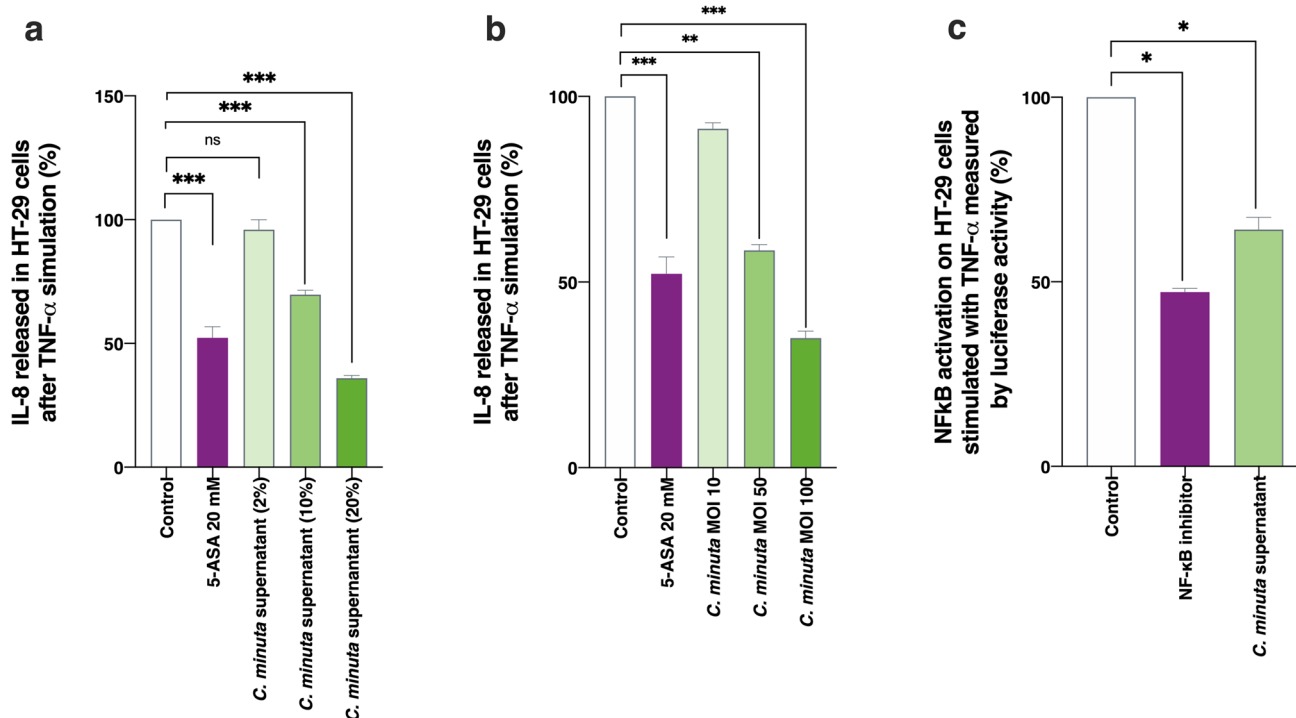 a
IL-8 released in HT-29 cells
after TNF-α simulation (%)
150
100
50
0
***
***
ns
***
Control
5-ASA 20 mM
C. minuta supernatant (2%)
C. minuta supernatant (10%)
C. minuta supernantant (20%)
b
IL-8 released in HT-29 cells
after TNF-α simulation (%)
100
50
0
***
**
***
Control
5-ASA 20 mM
C. minuta MOI 10
C. minuta MOI 50
C. minuta MOI 100
c
NFkB activation on HT-29 cells
stimulated with TNF-α measured
by luciferase activity (%)
100
50
0
*
*
Control
NF-κB inhibitor
C. minuta supernatant